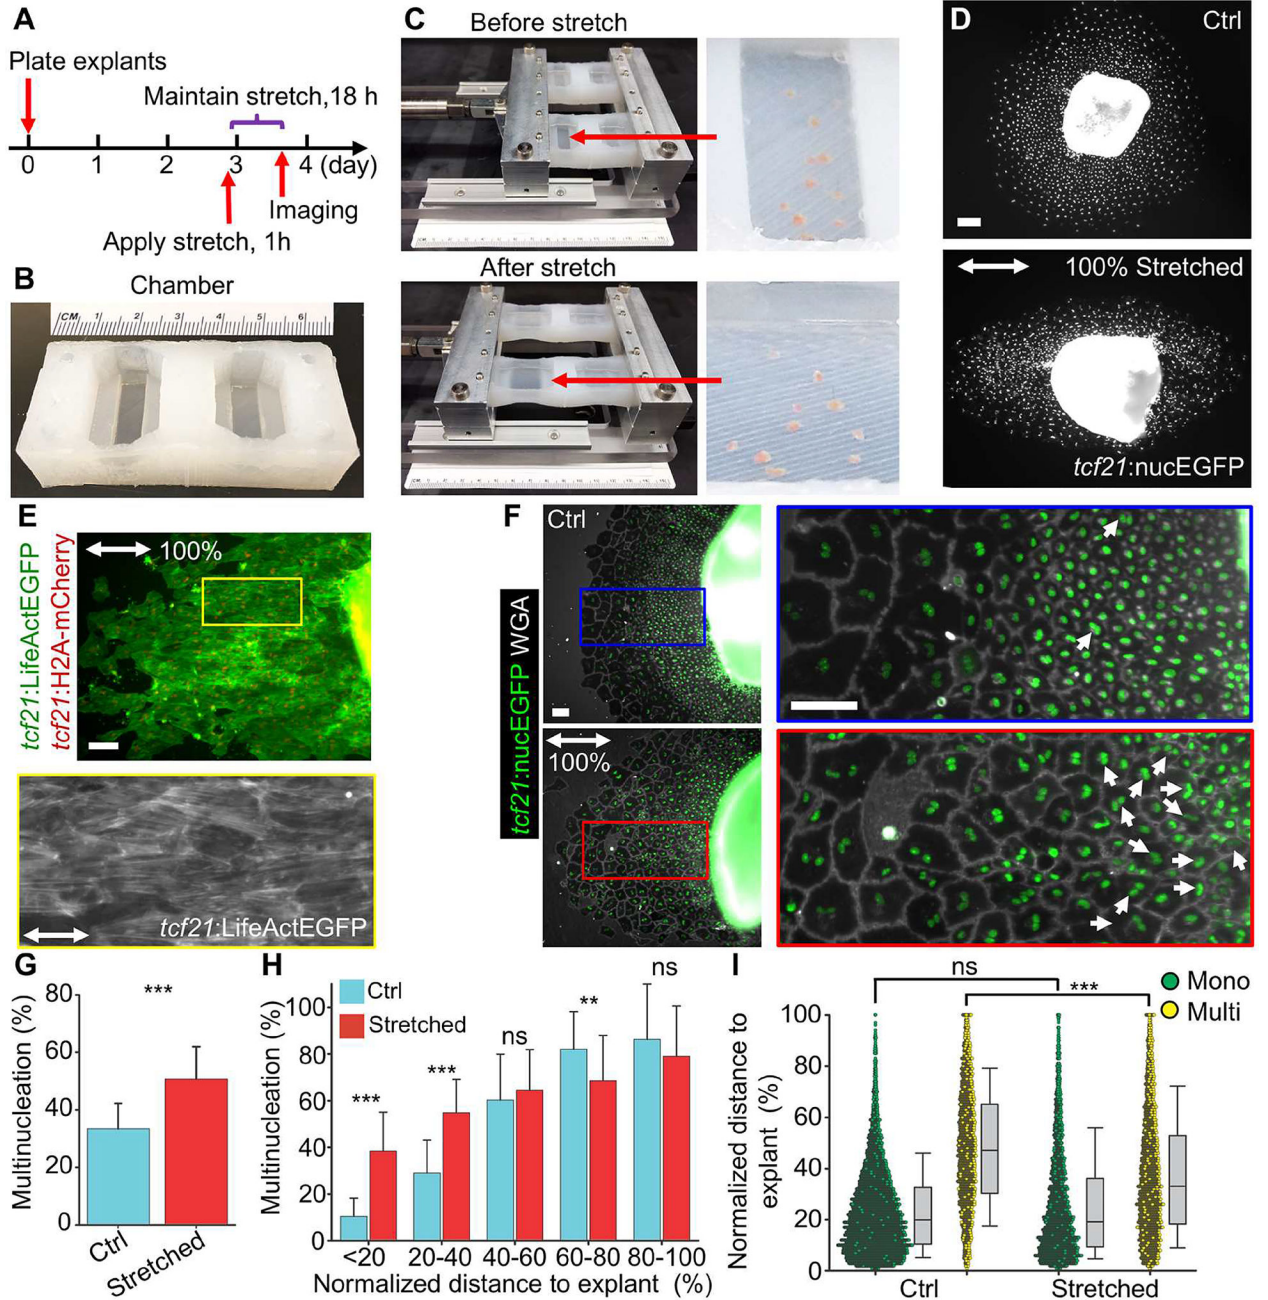 A
Plate explants
Maintain stretch,18 h
0 1 2 3 4 (day)
Imaging
Apply stretch, 1h
B
Chamber
CM 1 2 3 4 5 6
C
Before stretch
After stretch
D
Ctrl
100% Stretched
tcf21:nucEGFP
E
tcf21:LifeActEGFP
tcf21:H2A-mCherry
100%
tcf21:LifeActEGFP
F
tcf21:nucEGFP WGA
Ctrl
100%
G
Multinucleation (%)
80
60
40
20
0
***
Ctrl
Stretched
H
Multinucleation (%)
100
80
60
40
20
0
Ctrl
Stretched
***
***
ns
**
ns
<20 20-40 40-60 60-80 80-100
Normalized distance to explant (%)
I
Normalized distance to
explant (%)
100
80
60
40
20
0
ns
***
Mono
Multi
Ctrl Stretched